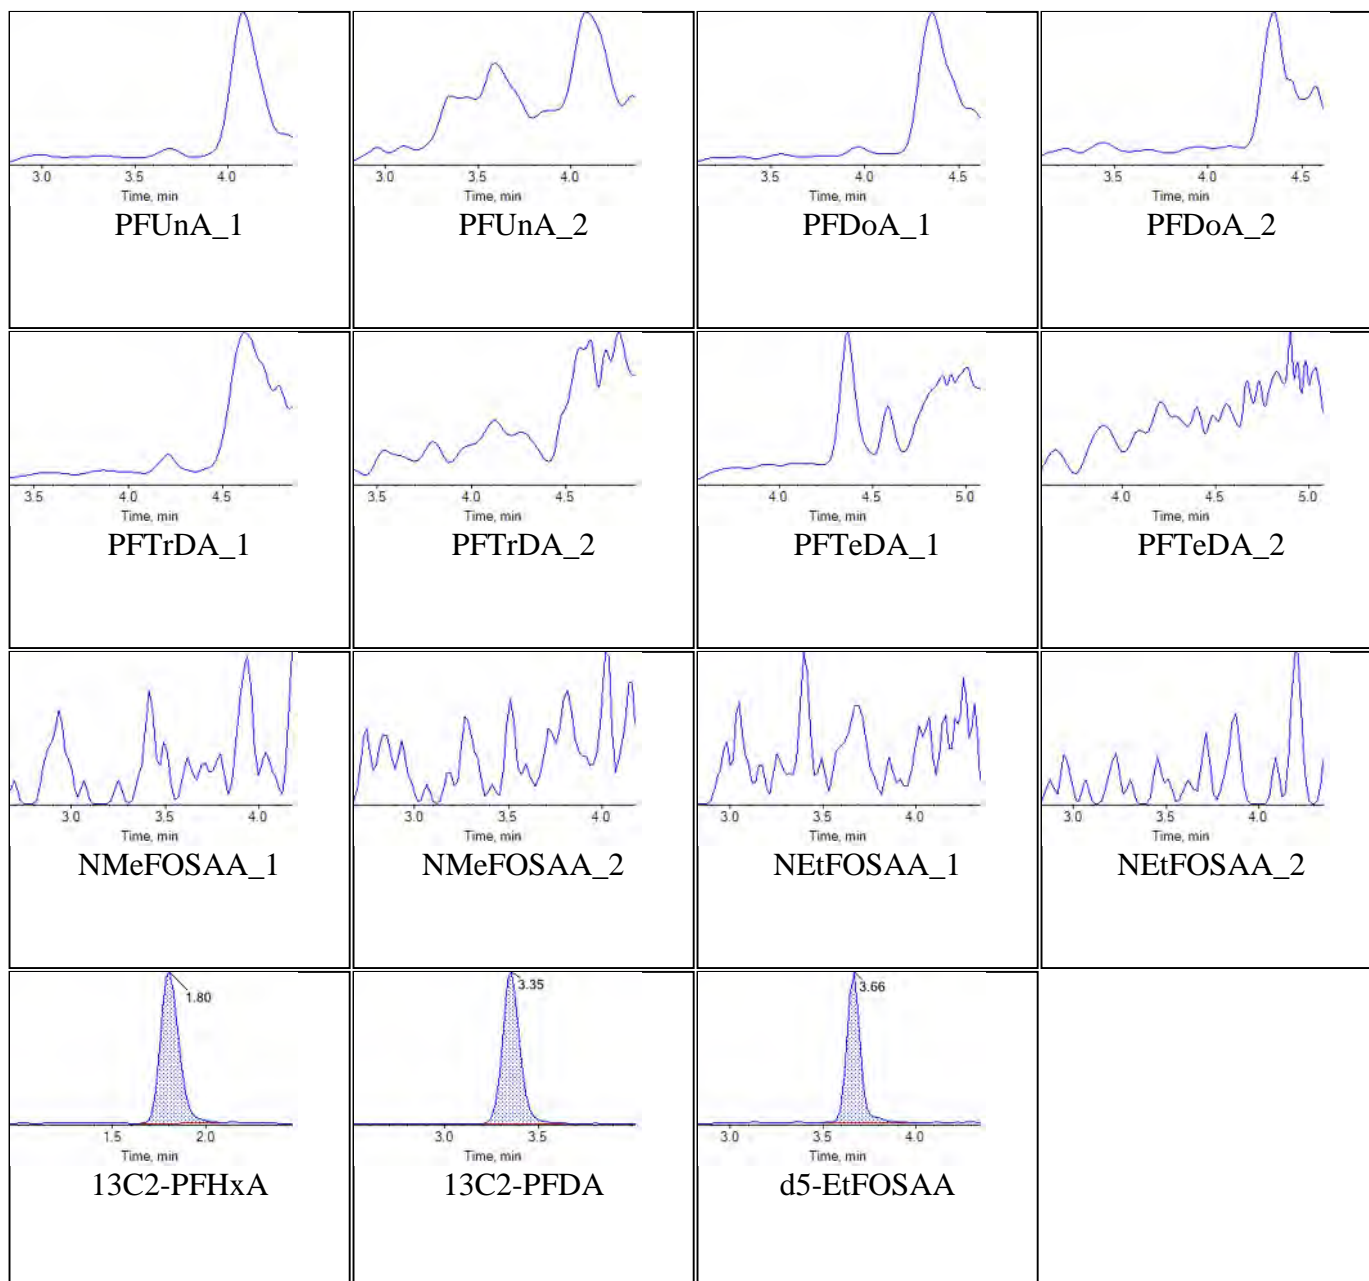 3.0 3.5 4.0
Time, min
PFUnA_1
3.0 3.5 4.0
Time, min
PFUnA_2
3.5 4.0 4.5
Time, min
PFDoA_1
3.5 4.0 4.5
Time, min
PFDoA_2
3.5 4.0 4.5
Time, min
PFTrDA_1
3.5 4.0 4.5
Time, min
PFTrDA_2
4.0 4.5 5.0
Time, min
PFTeDA_1
4.0 4.5 5.0
Time, min
PFTeDA_2
3.0 3.5 4.0
Time, min
NMeFOSAA_1
3.0 3.5 4.0
Time, min
NMeFOSAA_2
3.0 3.5 4.0
Time, min
NEtFOSAA_1
3.0 3.5 4.0
Time, min
NEtFOSAA_2
1.80
1.5 2.0
Time, min
13C2-PFHxA
3.35
3.0 3.5
Time, min
13C2-PFDA
3.66
3.0 3.5 4.0
Time, min
d5-EtFOSAA